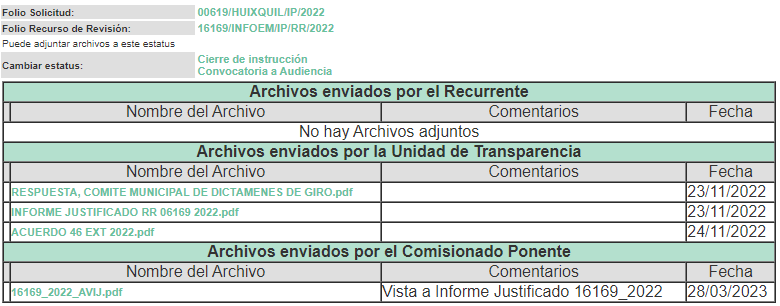 Folio Solicitud: 00619/HUIXQUIL/IP/2022
Folio Recurso de Revisión: 16169/INFOEM/IP/RR/2022
Puede adjuntar archivos a este estatus
Cambiar estatus: Cierre de instrucción
Convocatoria a Audiencia
Archivos enviados por el Recurrente
Nombre del Archivo Comentarios Fecha
No hay Archivos adjuntos
Archivos enviados por la Unidad de Transparencia
Nombre del Archivo Comentarios Fecha
RESPUESTA, COMITE MUNICIPAL DE DICTAMENES DE GIRO.pdf 23/11/2022
INFORME JUSTIFICADO RR 06169 2022.pdf 23/11/2022
ACUERDO 46 EXT 2022.pdf 24/11/2022
Archivos enviados por el Comisionado Ponente
Nombre del Archivo Comentarios Fecha
16169_2022_AVIJ.pdf Vista a Informe Justificado 16169_2022 28/03/2023